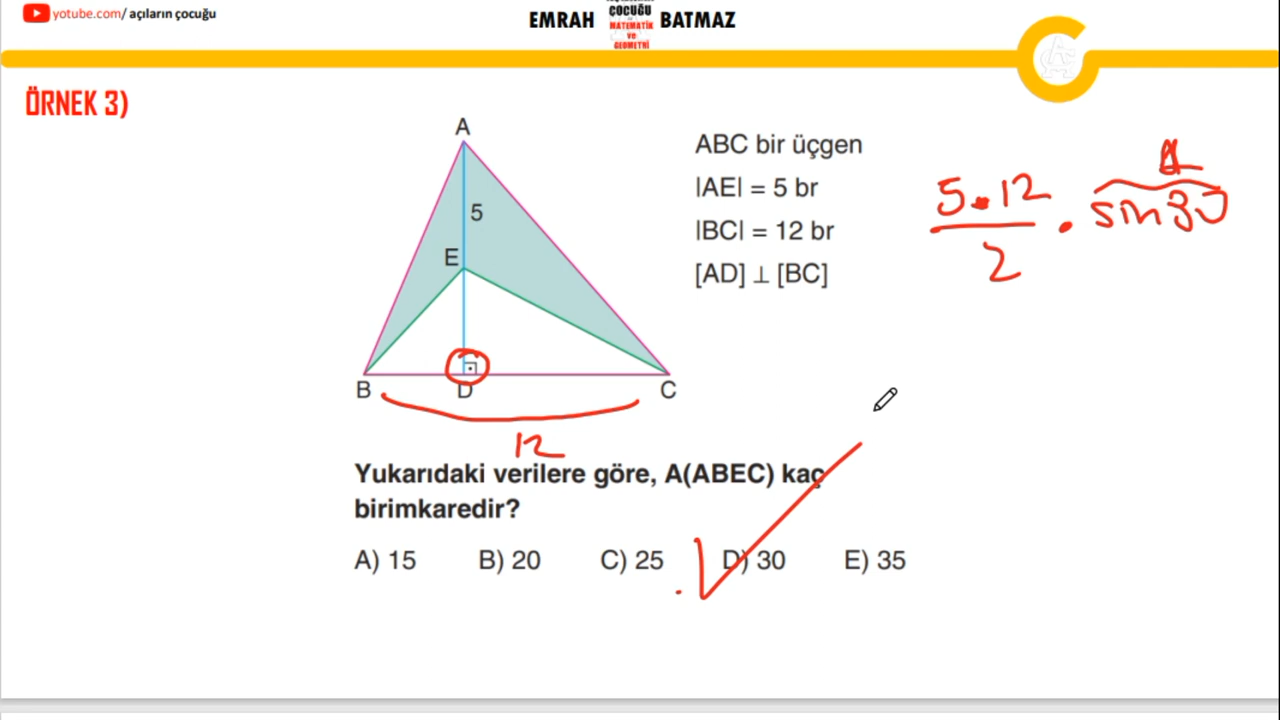 yotube.com/ açıların çocuğu
EMRAH ÇOCUĞU BATMAZ
MATEMATİK
ve
GEOMETRİ
ÖRNEK 3)
A
5
E
B
D
C
12
ABC bir üçgen
|AE| = 5 br
|BC| = 12 br
[AD] ⊥ [BC]
5.12
2
. sin90
1
Yukarıdaki verilere göre, A(ABEC) kaç
birimkaredir?
A) 15 B) 20 C) 25 D) 30 E) 35